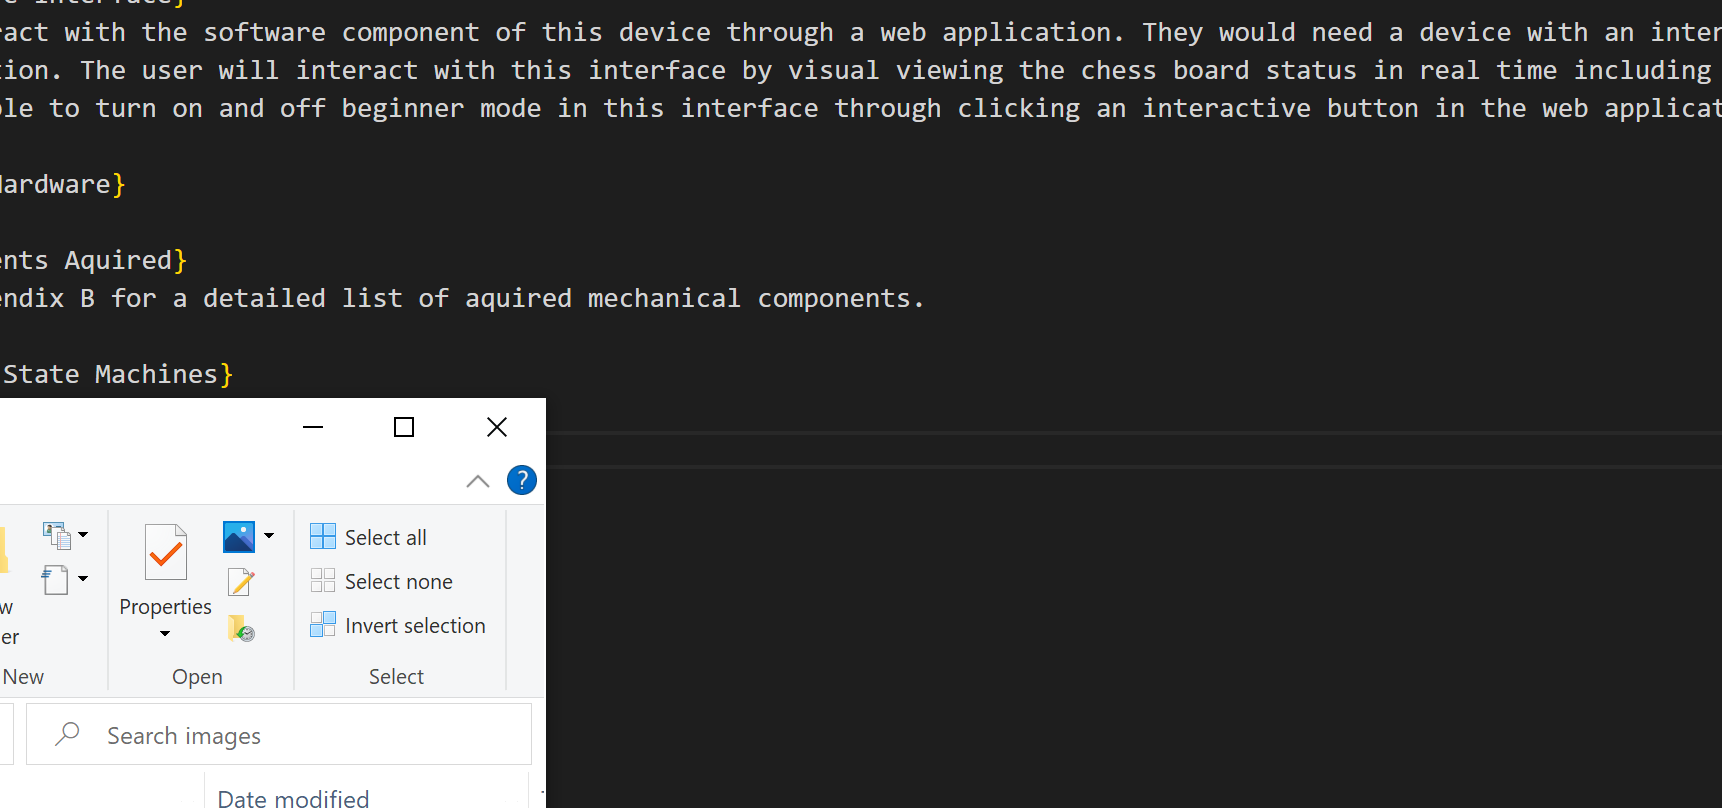 ract with the software component of this device through a web application. They would need a device with an inter
tion. The user will interact with this interface by visual viewing the chess board status in real time including
ble to turn on and off beginner mode in this interface through clicking an interactive button in the web applicat
Hardware}
ents Aquired}
endix B for a detailed list of aquired mechanical components.
State Machines}
?
Properties
Select all
Select none
Invert selection
w
er
New
Open
Select
Search images
Date modified